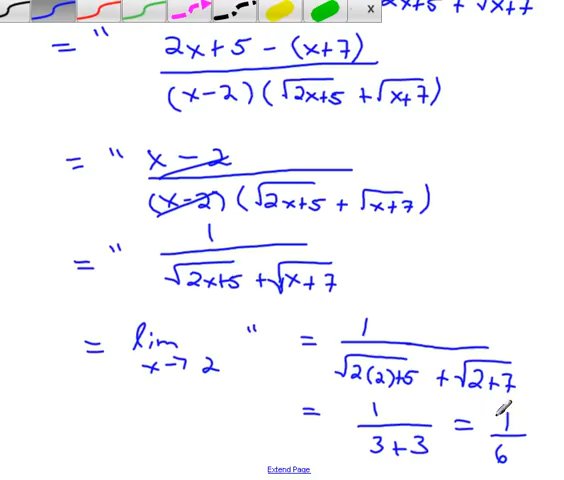 2x+5 + √x+7
= " 2x+5 - (x+7) / (x-2)(√2x+5 + √x+7)
= " x - 2 / (x-2)(√2x+5 + √x+7)
= " 1 / √2x+5 + √x+7
= lim x→2 " = 1 / √2(2)+5 + √2+7
= 1 / 3+3 = 1 / 6
Extend Page